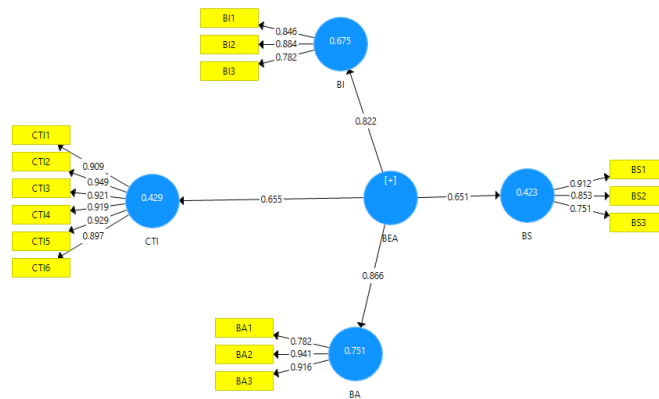 BI1
BI2
BI3
0.846
0.884
0.782
0.675
BI
0.822
CTI1
CTI2
CTI3
CTI4
CTI5
CTI6
0.909
0.949
0.921
0.919
0.929
0.897
0.429
CTI
0.655
[+]
BEA
0.651
0.423
BS
0.912
0.853
0.751
BS1
BS2
BS3
0.866
BA1
BA2
BA3
0.782
0.941
0.916
0.751
BA